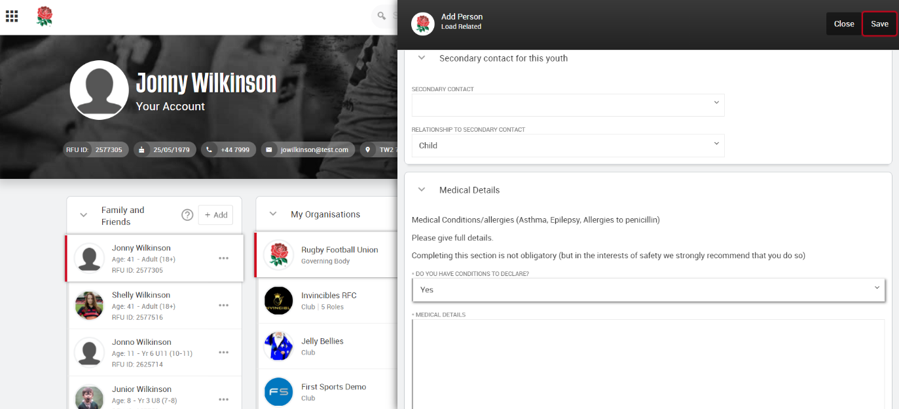 Add Person
Load Related
Close
Save
Jonny Wilkinson
Your Account
RFU ID: 2577305
25/05/1979
+44 7999
jowilkinson@test.com
TW2 7
Family and
Friends
+ Add
Jonny Wilkinson
Age: 41 - Adult (18+)
RFU ID: 2577305
Shelly Wilkinson
Age: 41 - Adult (18+)
RFU ID: 2577516
Jonno Wilkinson
Age: 11 - Yr 6 U11 (10-11)
RFU ID: 2625714
Junior Wilkinson
Age: 8 - Yr 3 U8 (7-8)
My Organisations
Rugby Football Union
Governing Body
Invincibles RFC
Club | 5 Roles
Jelly Bellies
Club
FS
First Sports Demo
Club
Secondary contact for this youth
SECONDARY CONTACT
RELATIONSHIP TO SECONDARY CONTACT
Child
Medical Details
Medical Conditions/allergies (Asthma, Epilepsy, Allergies to penicillin)
Please give full details.
Completing this section is not obligatory (but in the interests of safety we strongly recommend that you do so)
* DO YOU HAVE CONDITIONS TO DECLARE?
Yes
* MEDICAL DETAILS